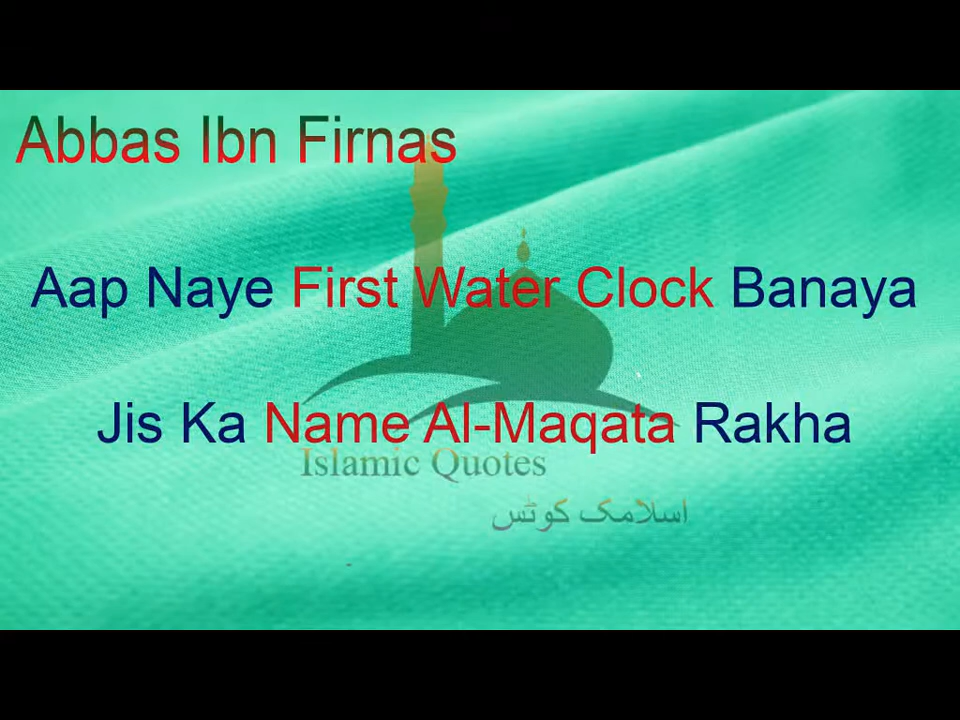 Abbas Ibn Firnas
Aap Naye First Water Clock Banaya
Jis Ka Name Al-Maqata Rakha
Islamic Quotes
اسلامک کوٹس